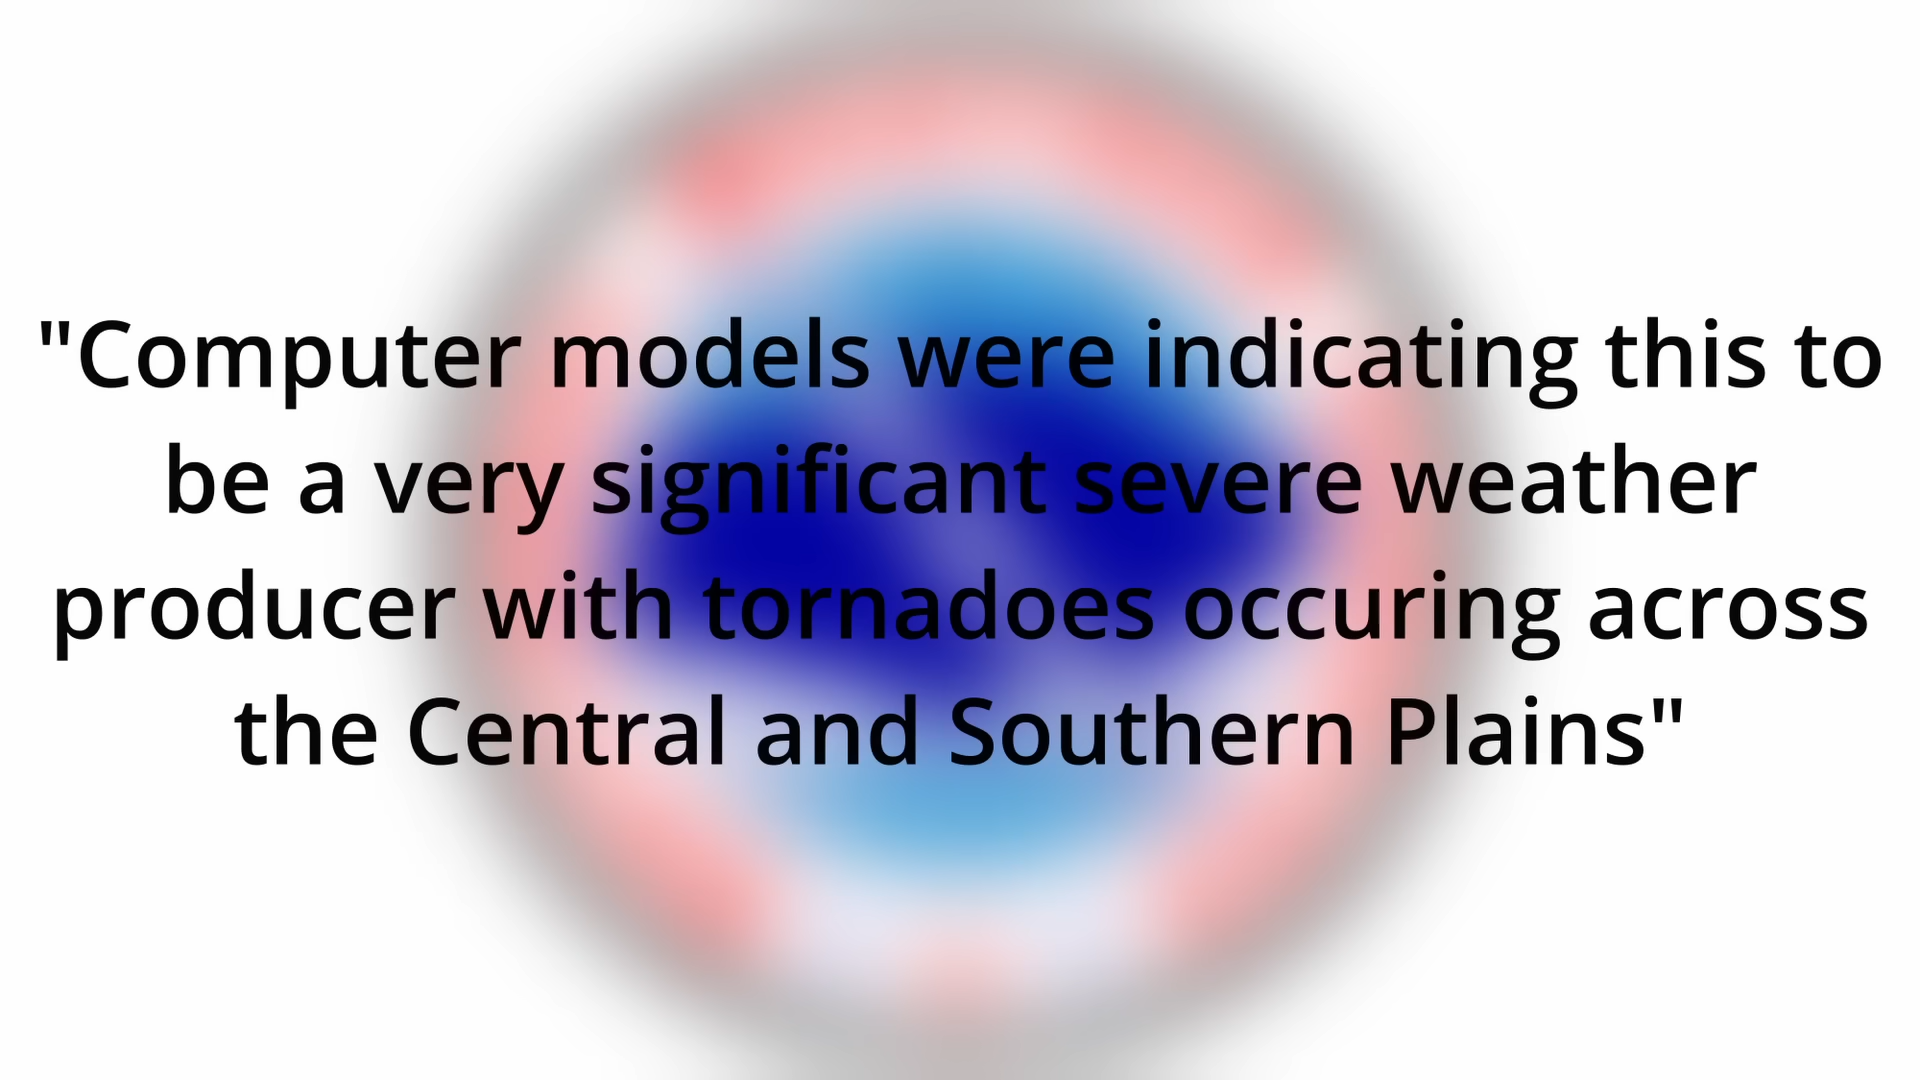 "Computer models were indicating this to
be a very significant severe weather
producer with tornadoes occuring across
the Central and Southern Plains"